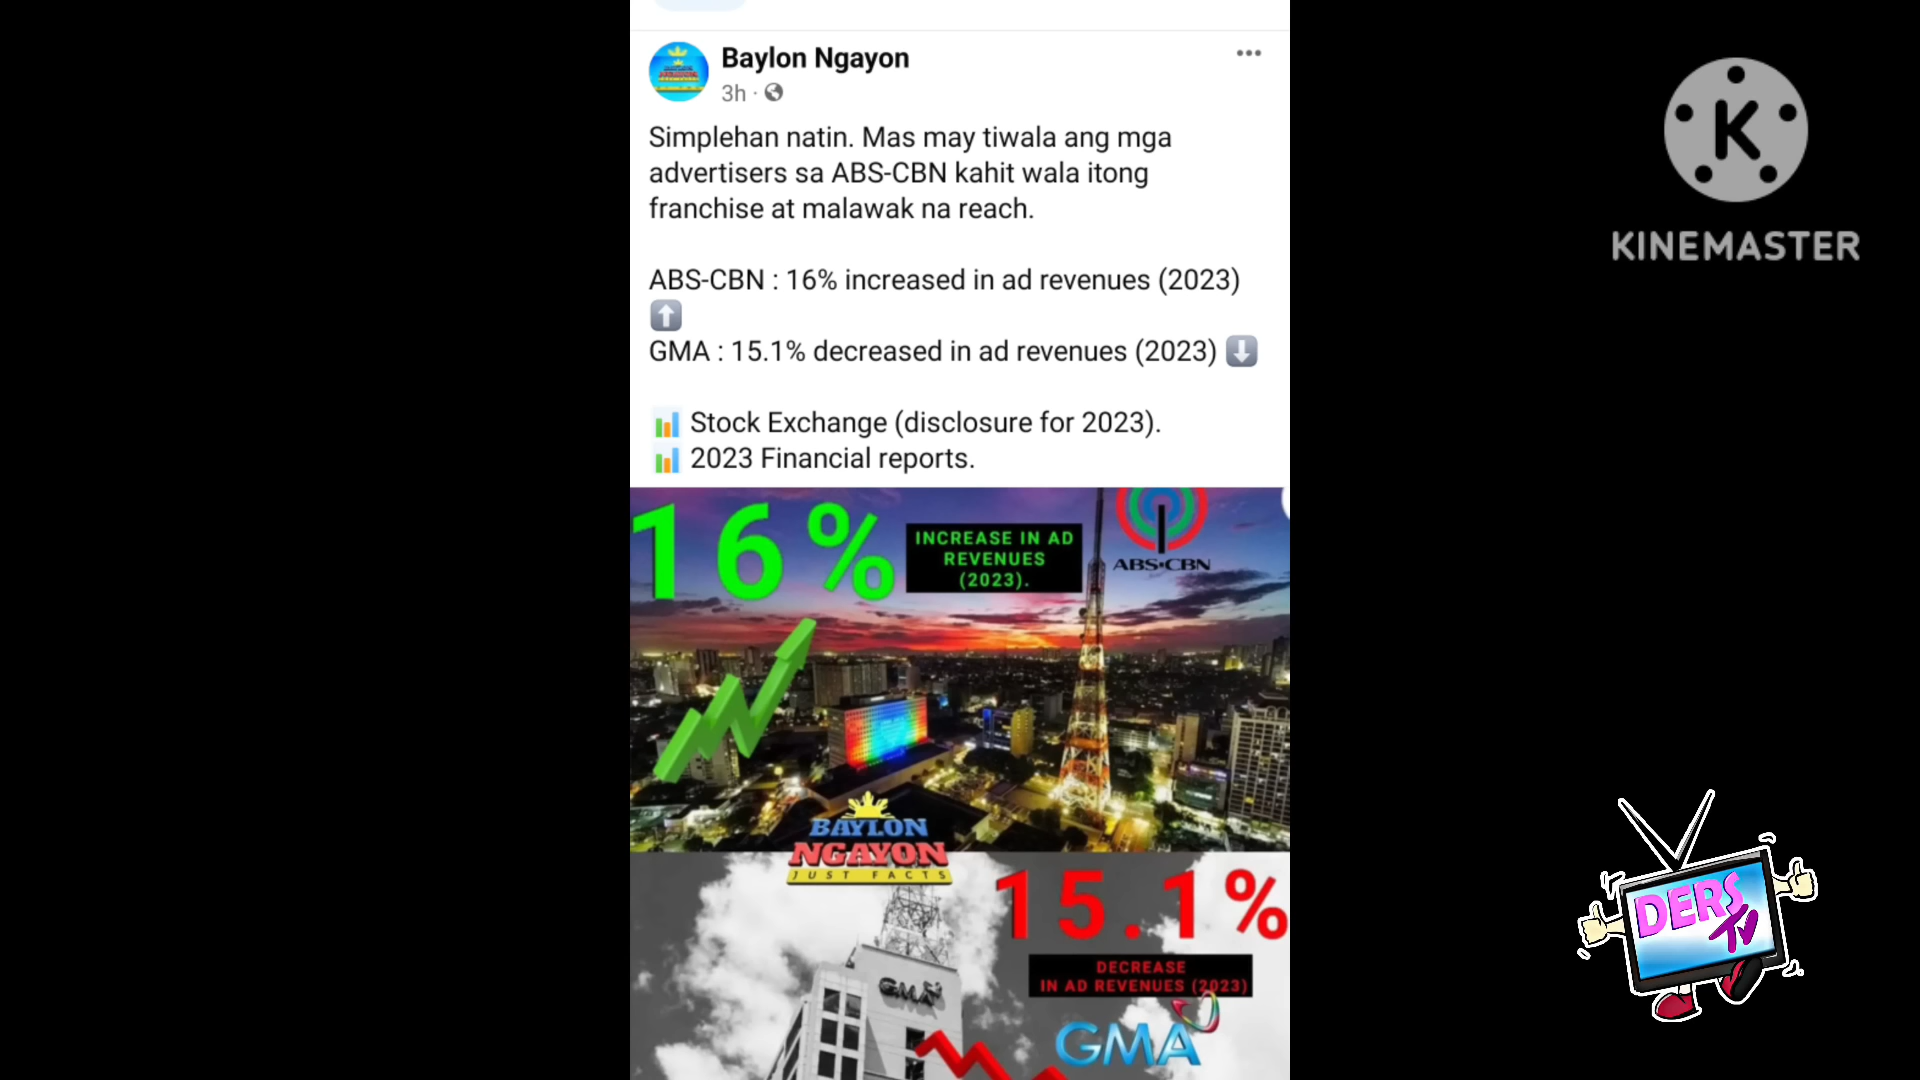 Baylon Ngayon
3h ·
Simplehan natin. Mas may tiwala ang mga
advertisers sa ABS-CBN kahit wala itong
franchise at malawak na reach.
ABS-CBN : 16% increased in ad revenues (2023)
GMA : 15.1% decreased in ad revenues (2023)
Stock Exchange (disclosure for 2023).
2023 Financial reports.
16%
INCREASE IN AD
REVENUES
(2023).
ABS-CBN
BAYLON
NGAYON
JUST FACTS
15.1%
DECREASE
IN AD REVENUES (2023)
GMA
GMA
K
KINEMASTER
DERS
TV